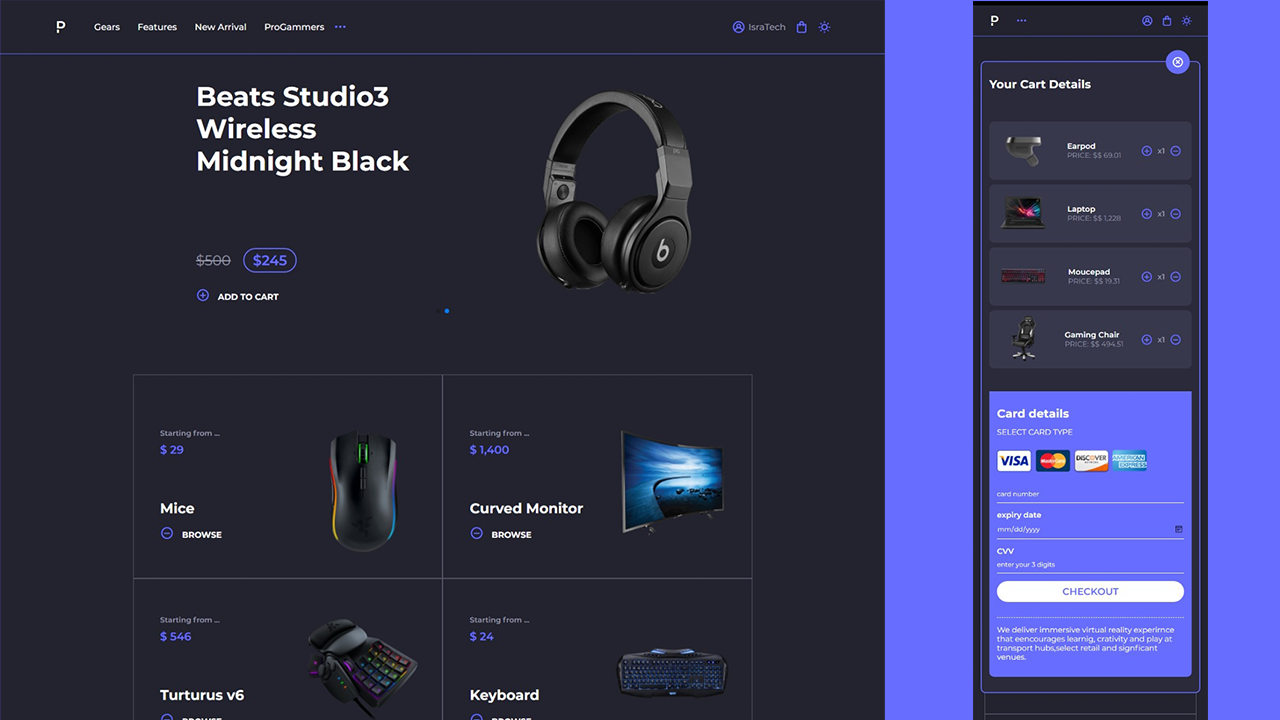 P
Gears Features New Arrival ProGammers
IsraTech
Beats Studio3
Wireless
Midnight Black
$500 $245
ADD TO CART
Starting from ...
$ 29
Mice
BROWSE
Starting from ...
$ 1,400
Curved Monitor
BROWSE
Starting from ...
$ 546
Turturus v6
BROWSE
Starting from ...
$ 24
Keyboard
BROWSE
P
Your Cart Details
Earpod
PRICE: $$ 69.01
x1
Laptop
PRICE: $$ 1,228
x1
Moucepad
PRICE: $$ 19.31
x1
Gaming Chair
PRICE: $$ 494.51
x1
Card details
SELECT CARD TYPE
VISA MasterCard DISCOVER AMERICAN EXPRESS
card number
expiry date
mm/dd/yyyy
CVV
enter your 3 digits
CHECKOUT
We deliver immersive virtual reality experirnce
that eencourages learnig, crativity and play at
transport hubs,select retail and signficant
venues.